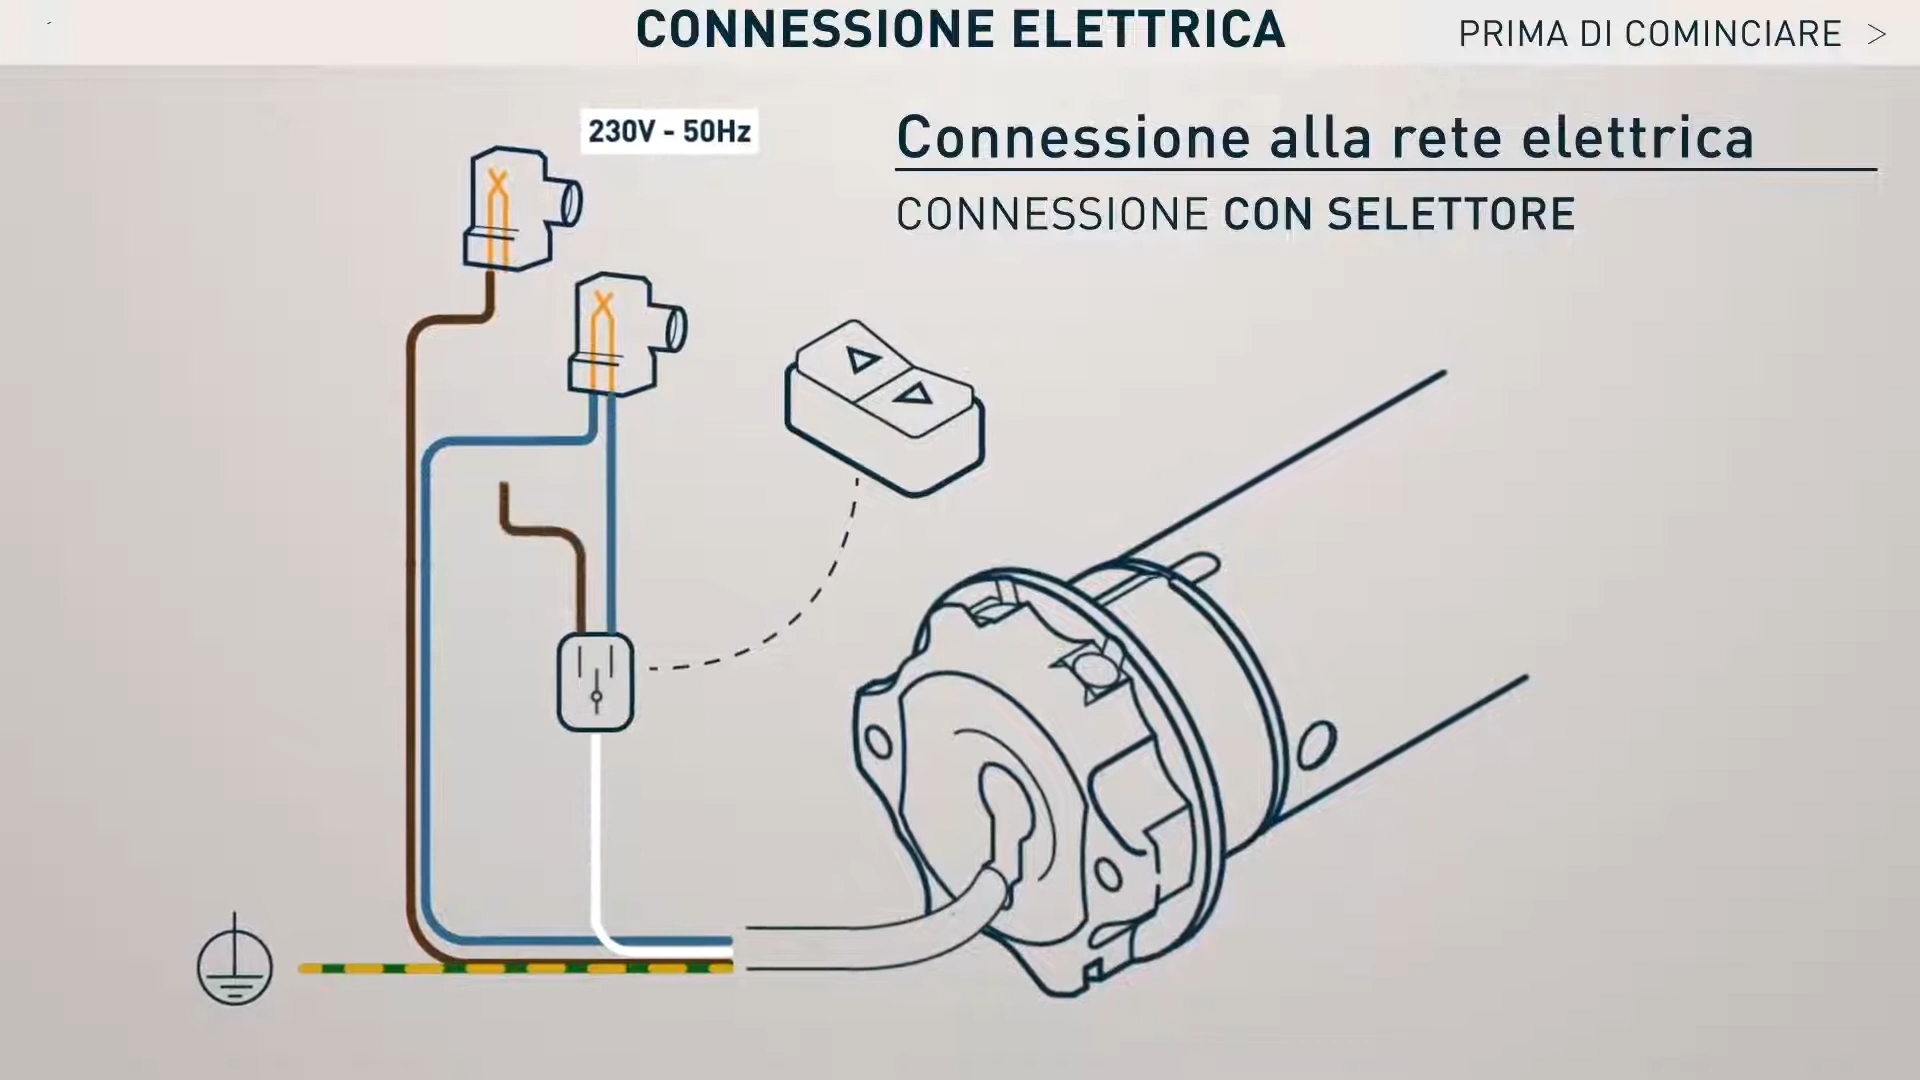 CONNESSIONE ELETTRICA
PRIMA DI COMINCIARE >
230V - 50Hz
Connessione alla rete elettrica
CONNESSIONE CON SELETTORE